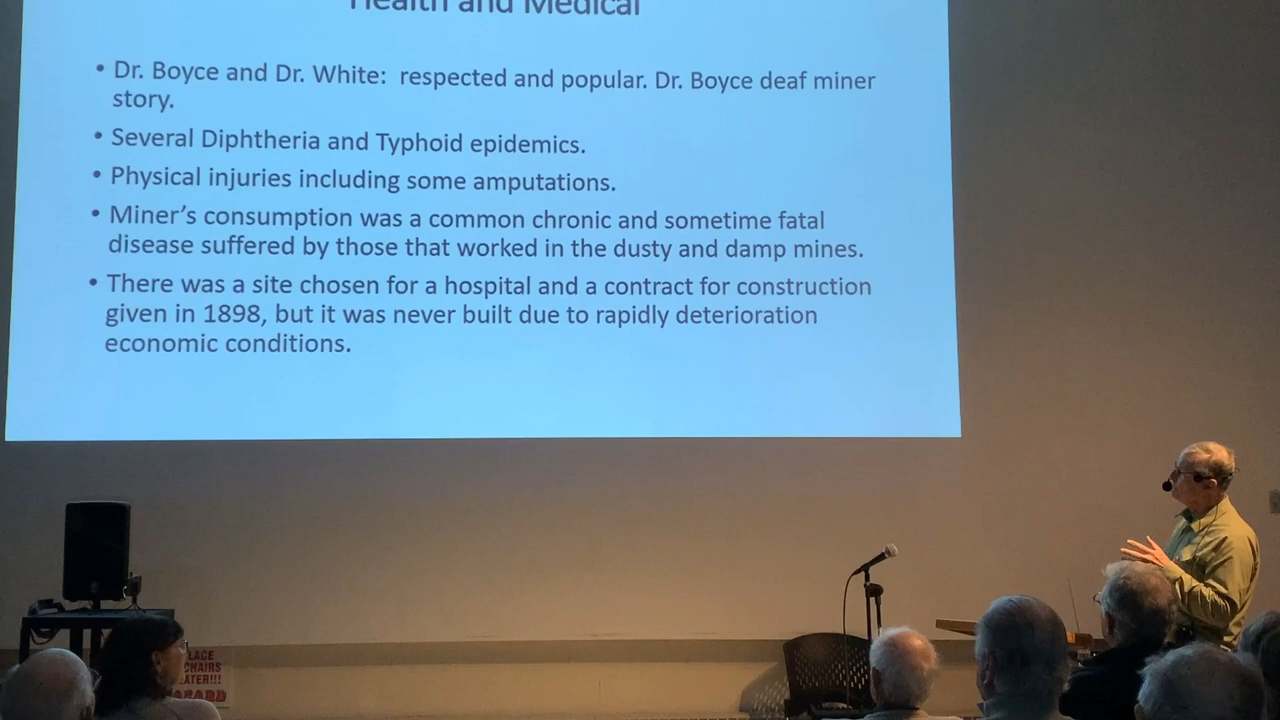 Health and Medical
• Dr. Boyce and Dr. White: respected and popular. Dr. Boyce deaf miner
story.
• Several Diphtheria and Typhoid epidemics.
• Physical injuries including some amputations.
• Miner's consumption was a common chronic and sometime fatal
disease suffered by those that worked in the dusty and damp mines.
• There was a site chosen for a hospital and a contract for construction
given in 1898, but it was never built due to rapidly deterioration
economic conditions.
CHAIRS